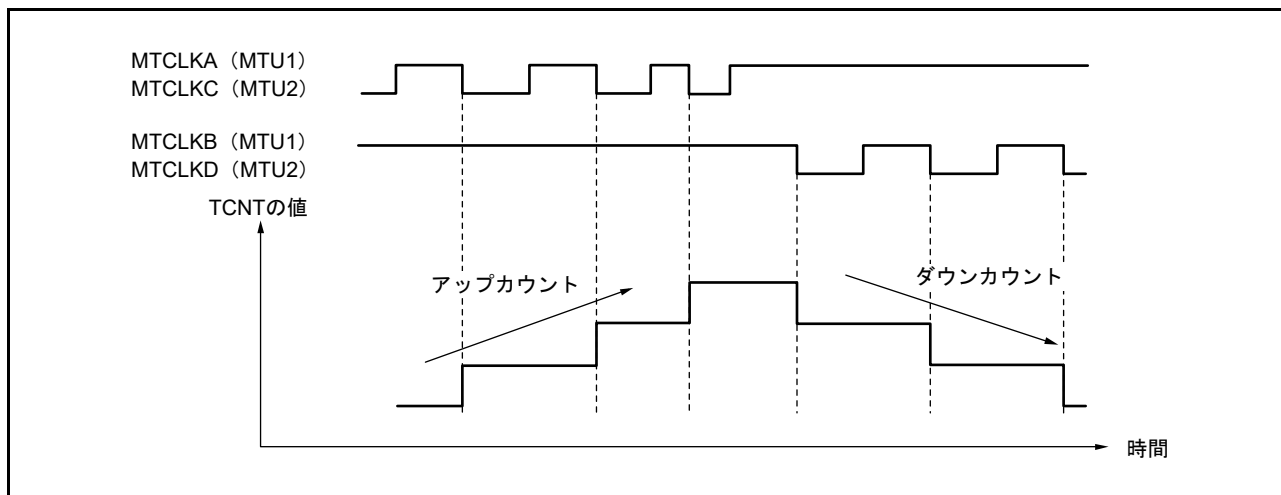 MTCLKA（MTU1）
MTCLKC（MTU2）
MTCLKB（MTU1）
MTCLKD（MTU2）
TCNTの値
アップカウント
ダウンカウント
時間